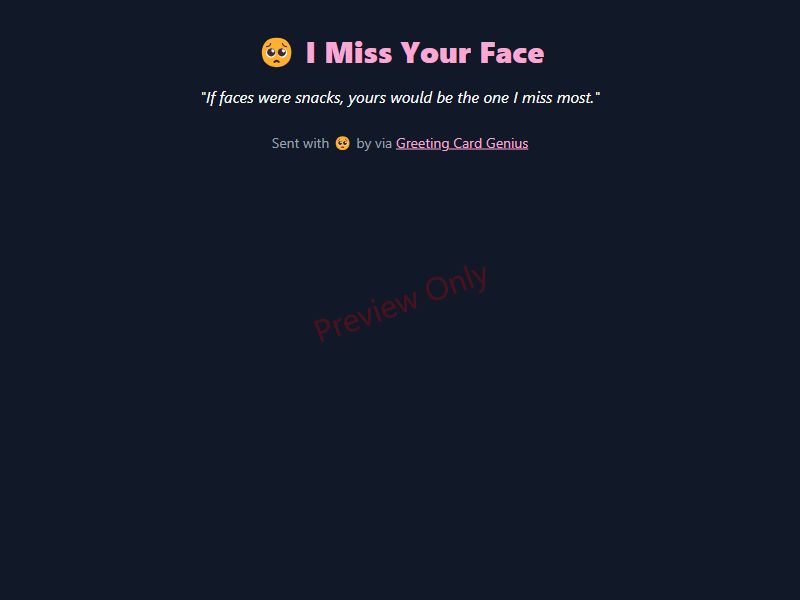 🥺 I Miss Your Face
"If faces were snacks, yours would be the one I miss most."
Sent with 🥺 by via Greeting Card Genius
Preview Only